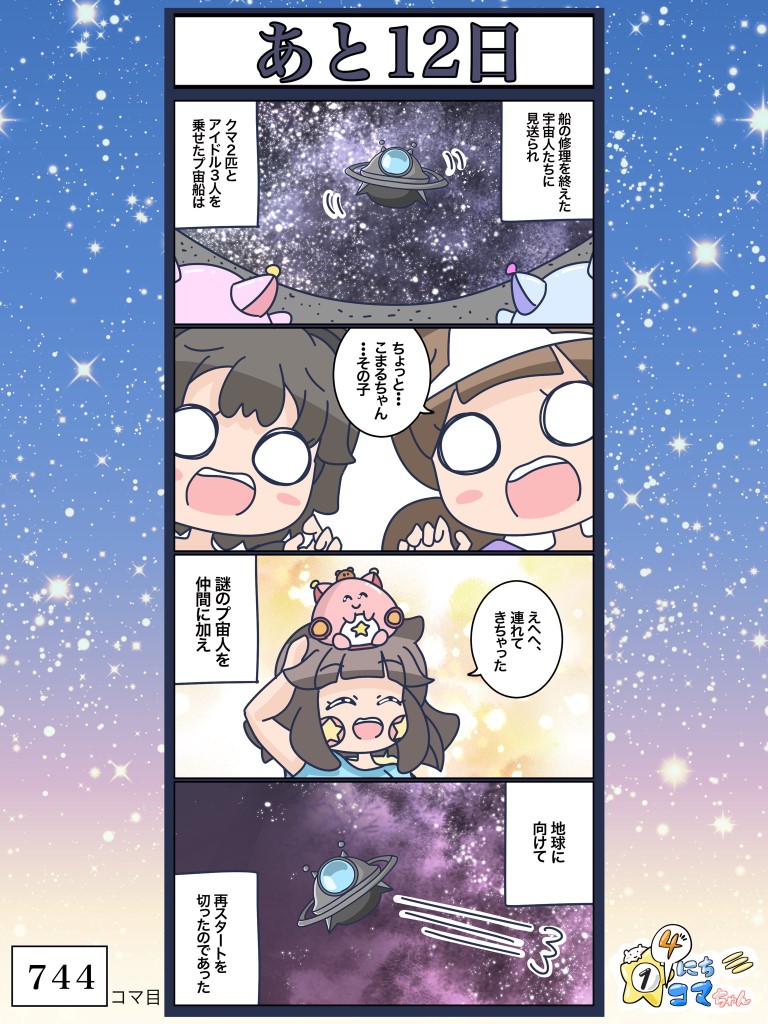 あと12日
船の修理を終えた
宇宙人たちに
見送られ
クマ2匹と
アイドル3人を
乗せたプ宙船は
ちょっと…
こまるちゃん
…その子
えへへ、
連れて
きちゃった
謎のプ宙人を
仲間に加え
地球に
向けて
再スタートを
切ったのであった
744
コマ目
1
にち
4
コマ
ちゃん